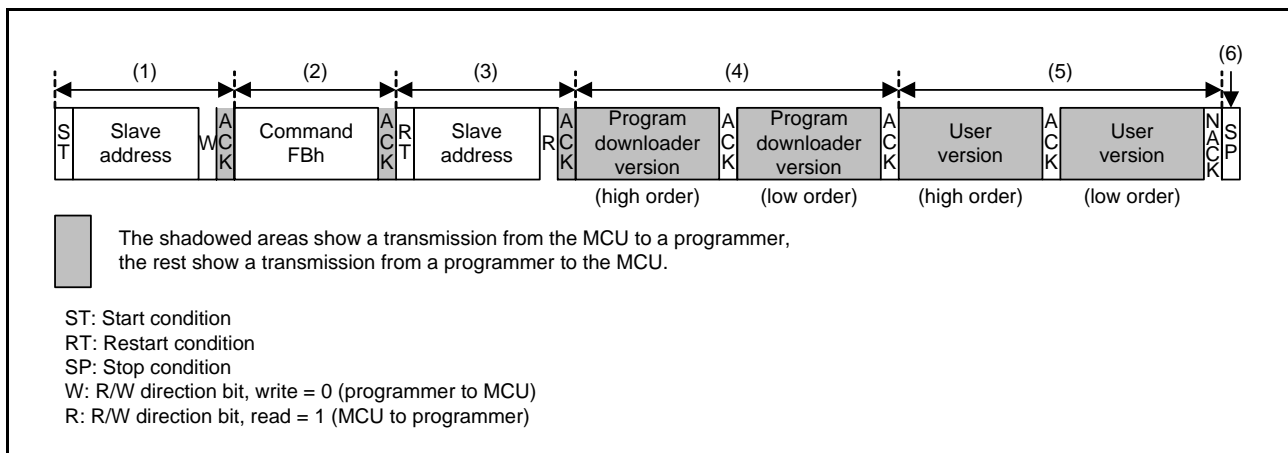 (1) (2) (3) (4) (5) (6)
ST Slave address W ACK Command FBh ACK RT Slave address R ACK Program downloader version ACK Program downloader version ACK User version ACK User version NACK SP
(high order) (low order) (high order) (low order)
The shadowed areas show a transmission from the MCU to a programmer,
the rest show a transmission from a programmer to the MCU.
ST: Start condition
RT: Restart condition
SP: Stop condition
W: R/W direction bit, write = 0 (programmer to MCU)
R: R/W direction bit, read = 1 (MCU to programmer)